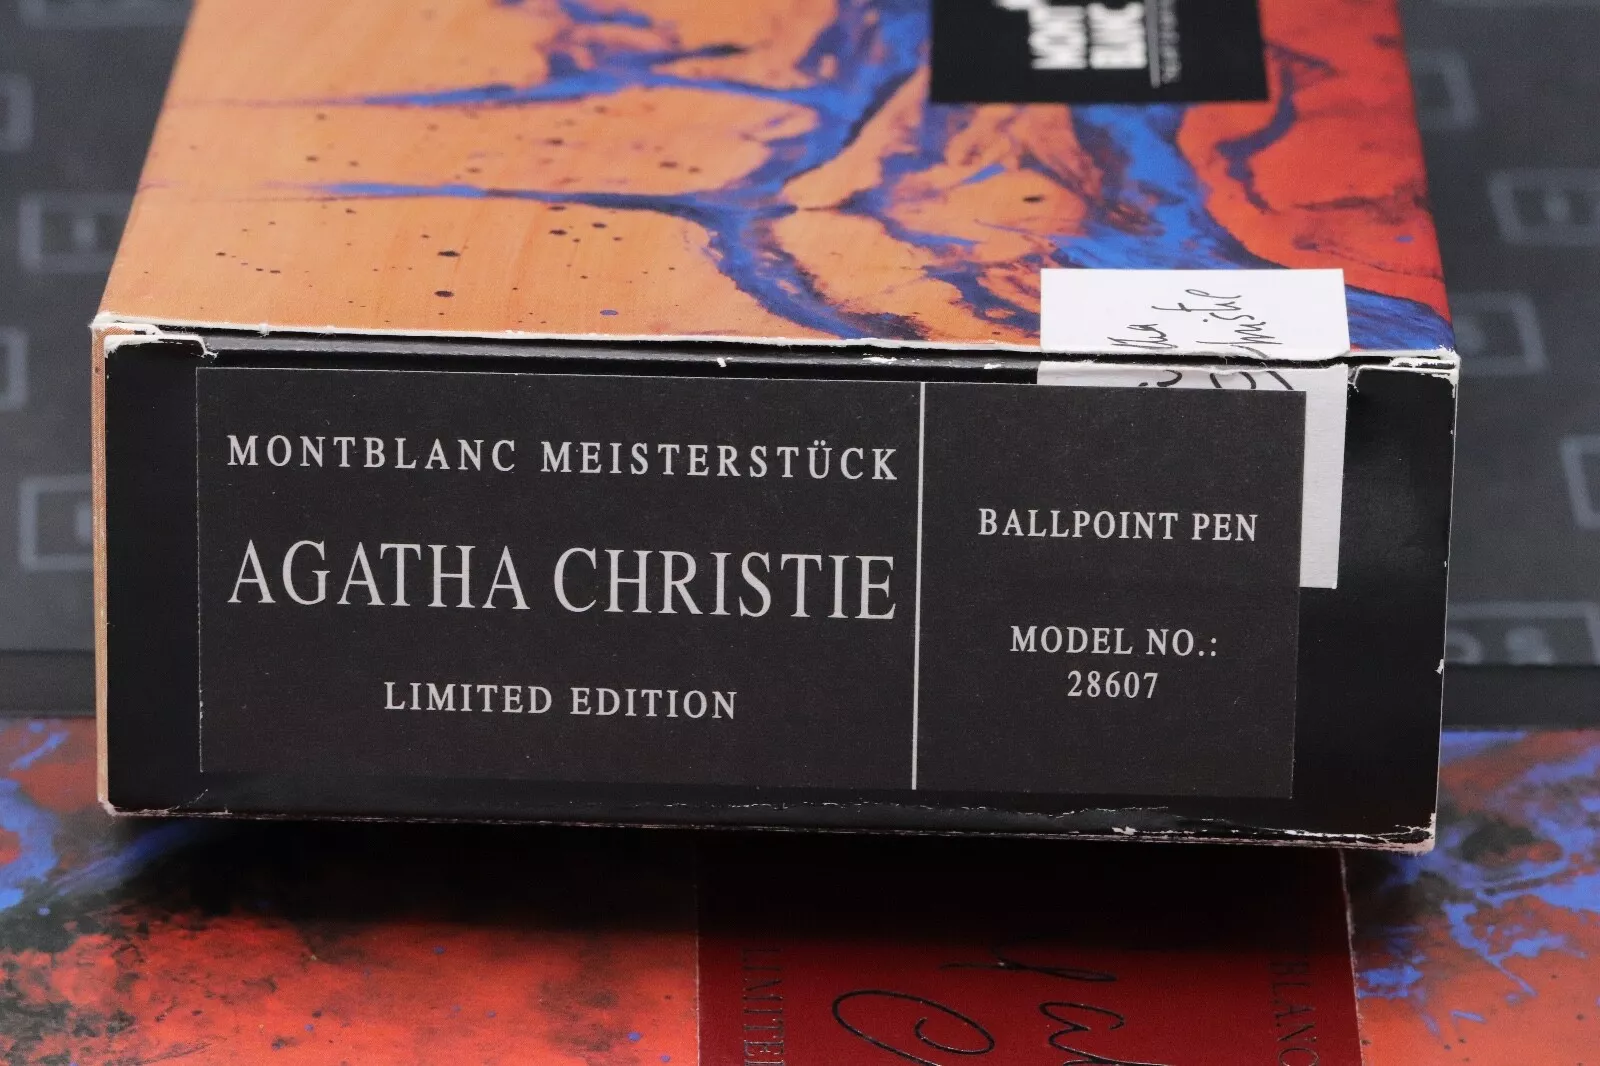 MONT
BLANC
MONTBLANC MEISTERSTÜCK
AGATHA CHRISTIE
LIMITED EDITION
BALLPOINT PEN
MODEL NO.:
28607